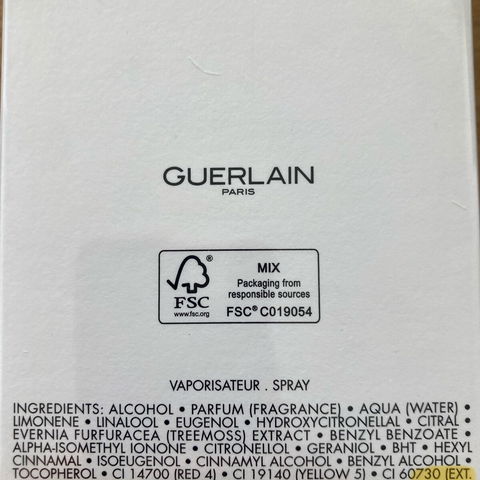 GUERLAIN
PARIS
FSC®
www.fsc.org
MIX
Packaging from
responsible sources
FSC® C019054
VAPORISATEUR . SPRAY
INGREDIENTS: ALCOHOL • PARFUM (FRAGRANCE) • AQUA (WATER) •
LIMONENE • LINALOOL • EUGENOL • HYDROXYCITRONELLAL • CITRAL •
EVERNIA FURFURACEA (TREEMOSS) EXTRACT • BENZYL BENZOATE •
ALPHA-ISOMETHYL IONONE • CITRONELLOL • GERANIOL • BHT • HEXYL
CINNAMAL • ISOEUGENOL • CINNAMYL ALCOHOL • BENZYL ALCOHOL •
TOCOPHEROL • CI 14700 (RED 4) • CI 19140 (YELLOW 5) • CI 60730 (EXT.